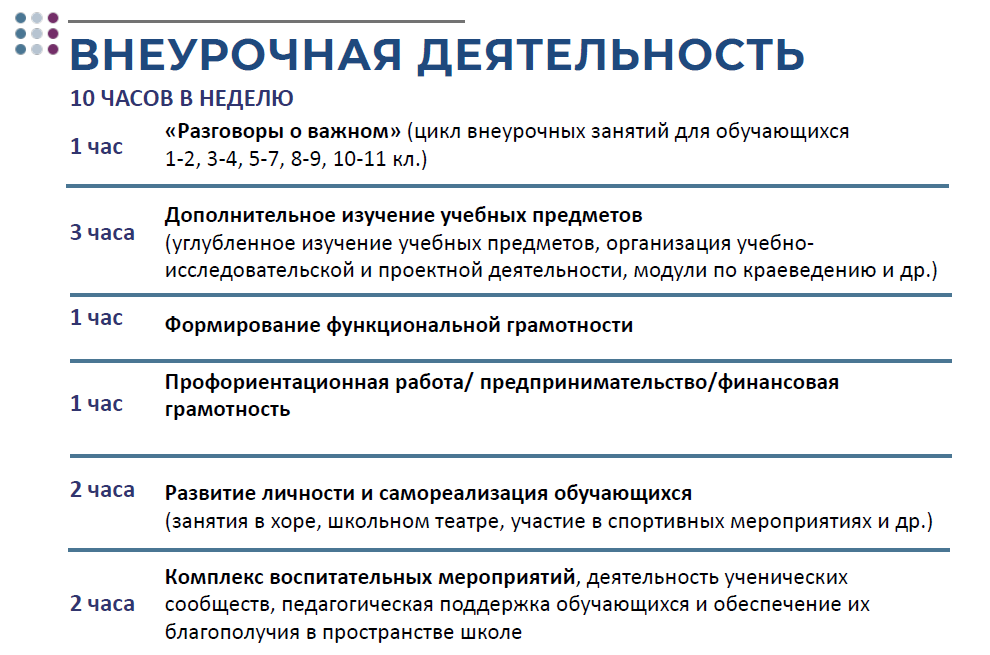 ВНЕУРОЧНАЯ ДЕЯТЕЛЬНОСТЬ
10 ЧАСОВ В НЕДЕЛЮ
1 час
«Разговоры о важном» (цикл внеурочных занятий для обучающихся
1-2, 3-4, 5-7, 8-9, 10-11 кл.)
3 часа
Дополнительное изучение учебных предметов
(углубленное изучение учебных предметов, организация учебно-
исследовательской и проектной деятельности, модули по краеведению и др.)
1 час
Формирование функциональной грамотности
1 час
Профориентационная работа/ предпринимательство/финансовая
грамотность
2 часа
Развитие личности и самореализация обучающихся
(занятия в хоре, школьном театре, участие в спортивных мероприятиях и др.)
2 часа
Комплекс воспитательных мероприятий, деятельность ученических
сообществ, педагогическая поддержка обучающихся и обеспечение их
благополучия в пространстве школе